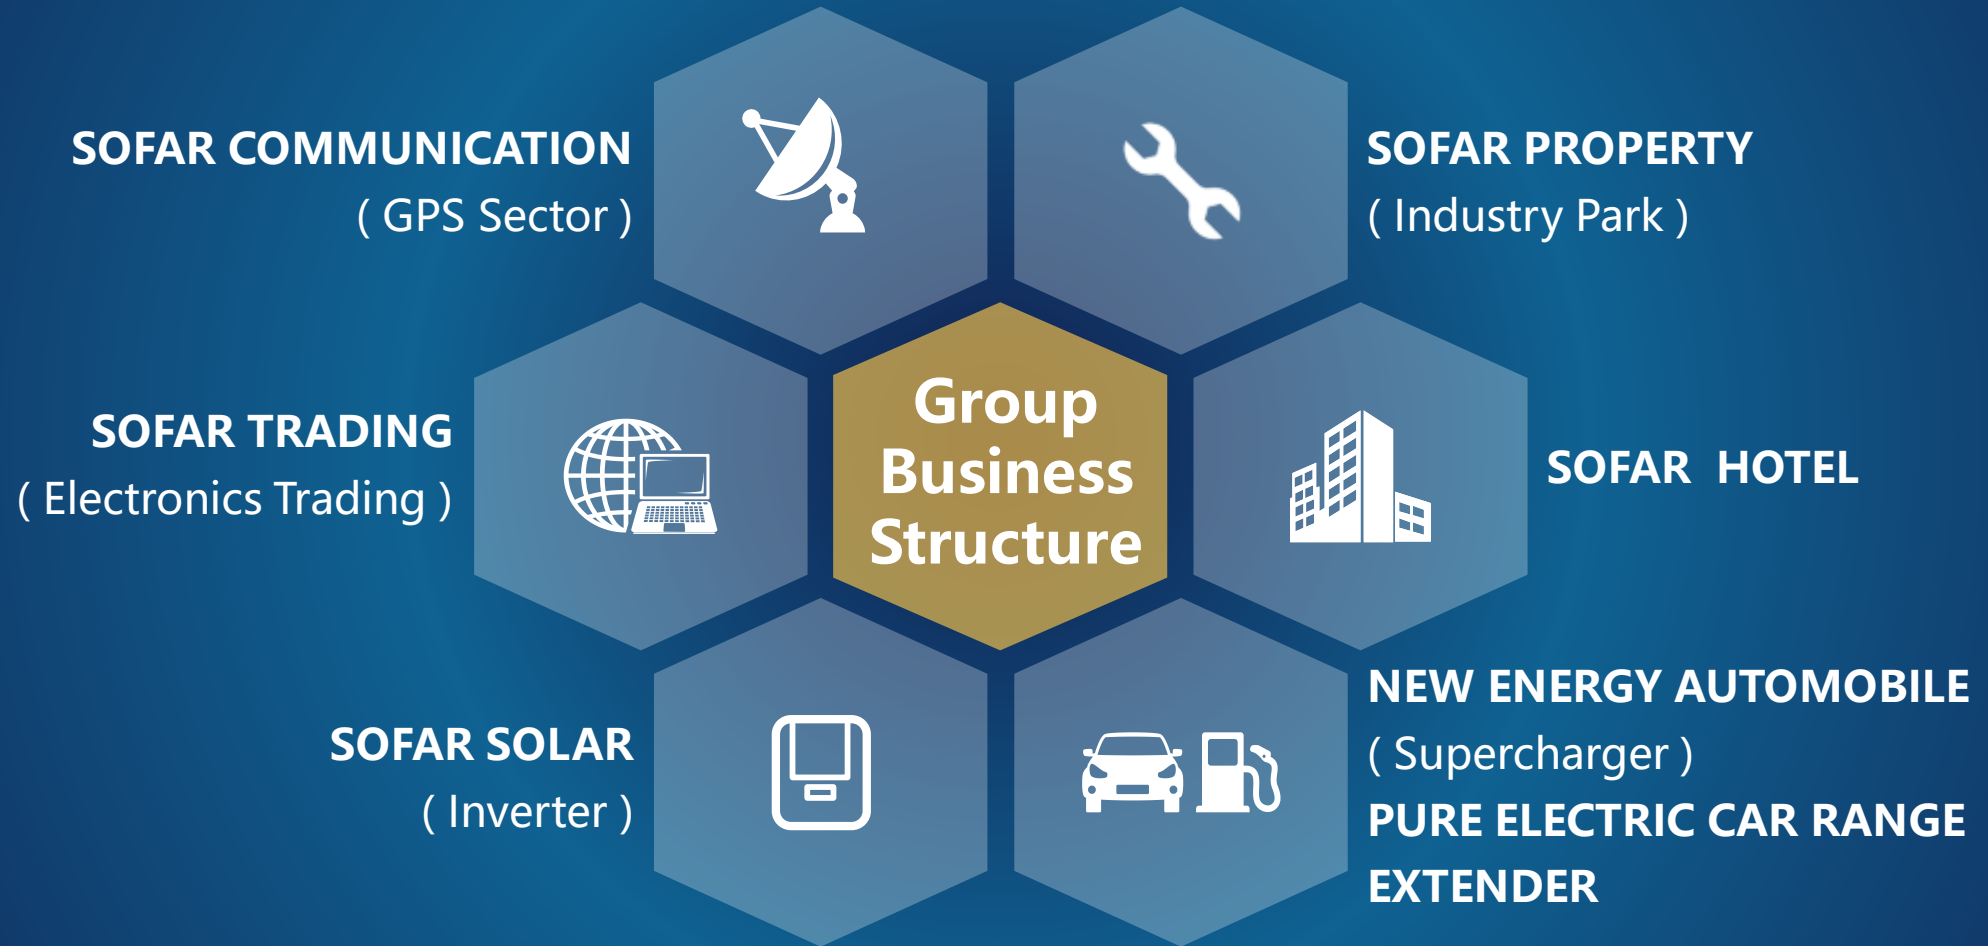 SOFAR COMMUNICATION
( GPS Sector )
SOFAR PROPERTY
( Industry Park )
SOFAR TRADING
( Electronics Trading )
Group
Business
Structure
SOFAR HOTEL
SOFAR SOLAR
( Inverter )
NEW ENERGY AUTOMOBILE
( Supercharger )
PURE ELECTRIC CAR RANGE
EXTENDER